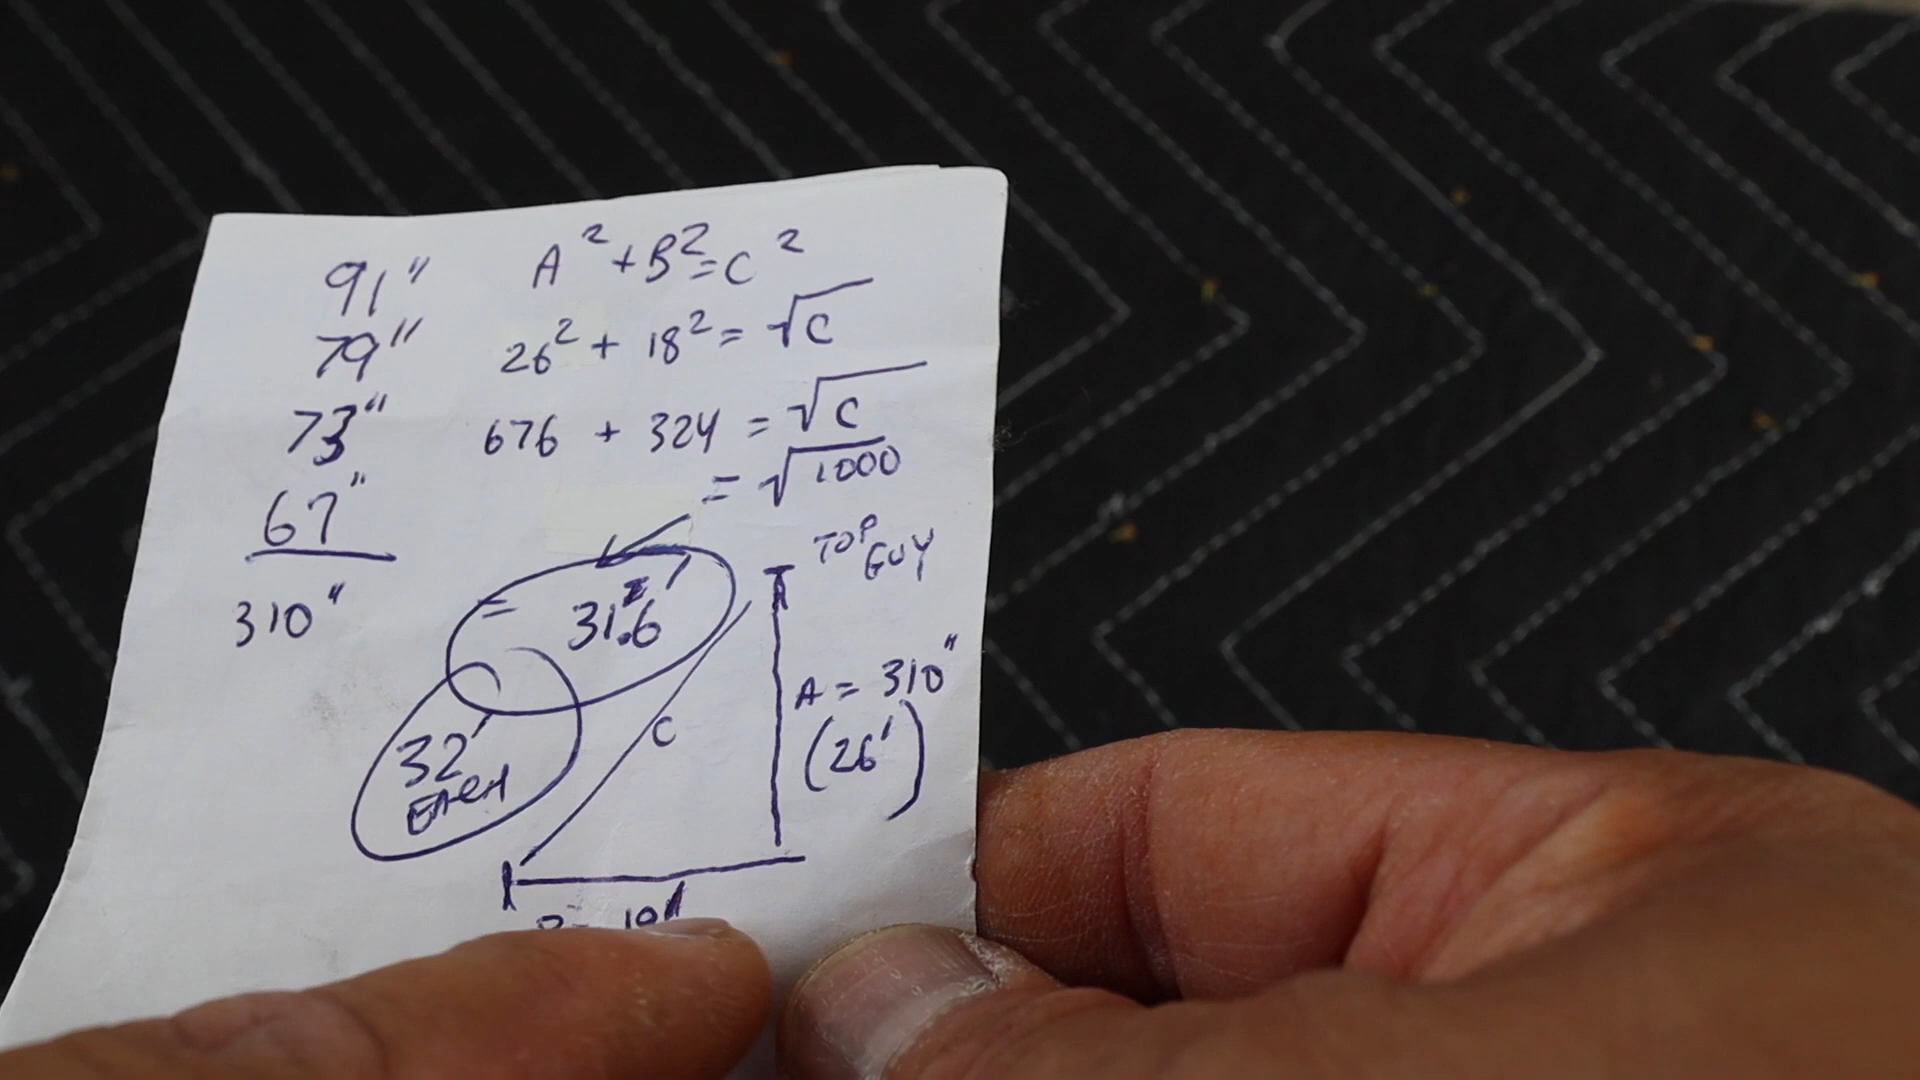 91"
79"
73"
67"
310"
A² + B² = C²
26² + 18² = √C
676 + 324 = √C
= √1000
= 31.6'
32'
EACH
TOP
GUY
A = 310"
(26')
C